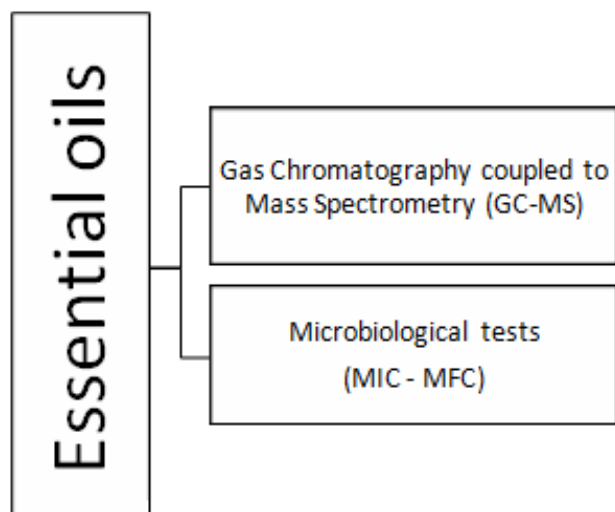 Essential oils
Gas Chromatography coupled to
Mass Spectrometry (GC-MS)
Microbiological tests
(MIC - MFC)